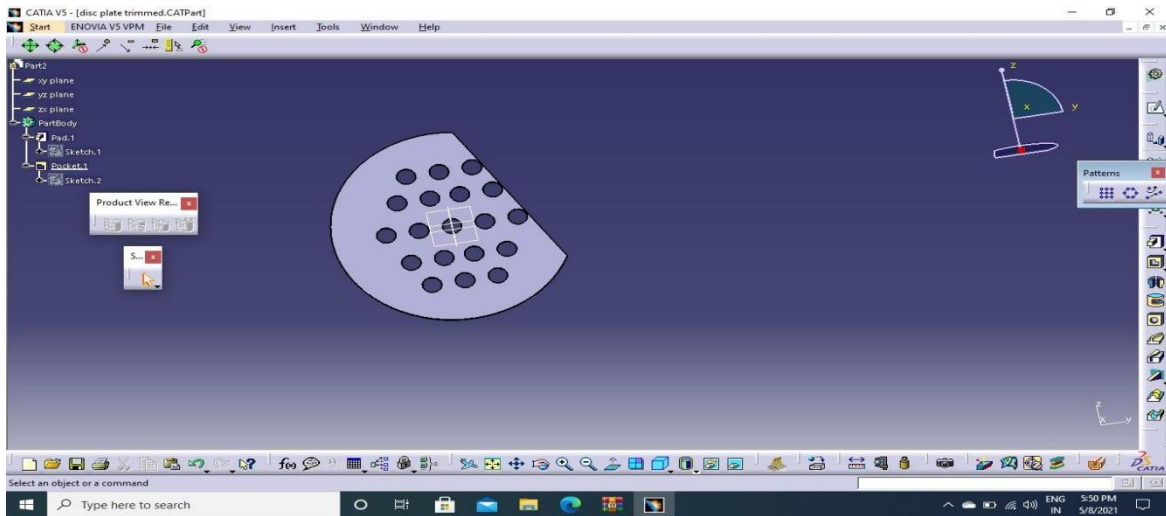 CATIA V5 - [disc plate trimmed.CATPart]
Start ENOVIA V5 VPM File Edit View Insert Tools Window Help
Part2
xy plane
yz plane
zx plane
PartBody
Pad.1
Sketch.1
Pocket.1
Sketch.2
Product View Re...
S...
z
x
y
Patterns
z
x
y
f(x)
CATIA
Select an object or a command
Type here to search
ENG 5:50 PM
IN 5/8/2021